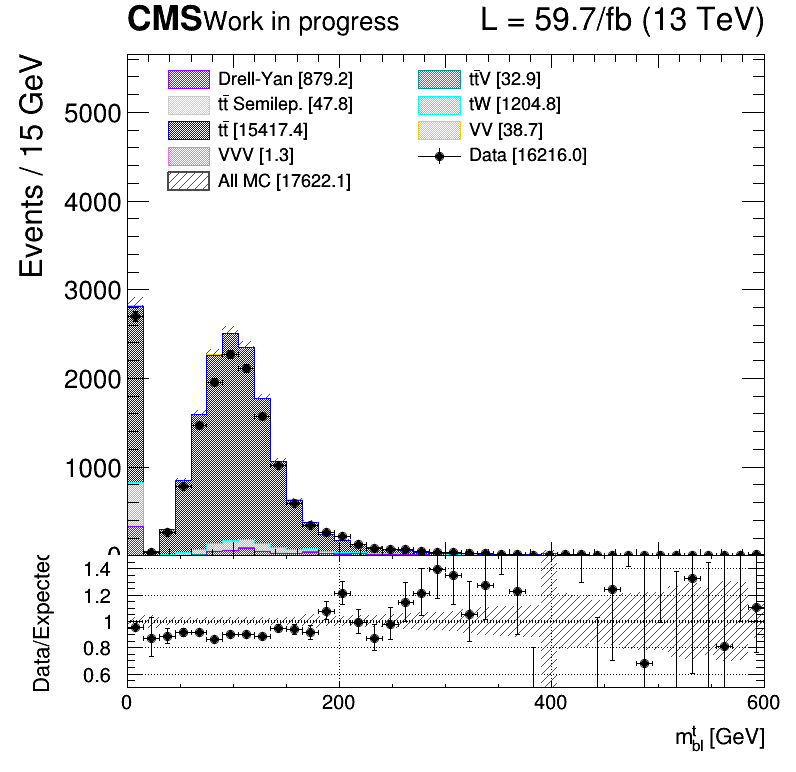 CMS Work in progress L = 59.7/fb (13 TeV)
Events / 15 GeV
5000
4000
3000
2000
1000
0
Drell-Yan [879.2]
tt̄ Semilep. [47.8]
tt̄ [15417.4]
VVV [1.3]
All MC [17622.1]
tt̄V [32.9]
tW [1204.8]
VV [38.7]
Data [16216.0]
Data/Expected
1.4
1.2
1
0.8
0.6
0 200 400 600
m^t_bl [GeV]